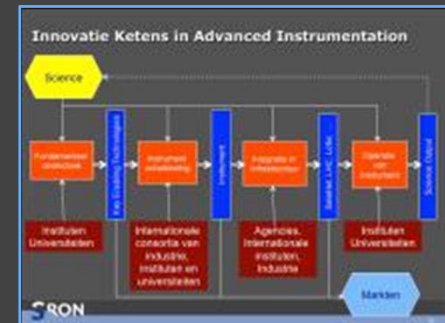 Innovatie Ketens in Advanced Instrumentation
Science
Fundamenteel
onderzoek
Key Enabling Technologies
Instrument
ontwikkeling
Instrument
Integratie in
infrastructuur
Satelliet, LHC, Lofar, ...
Operatie
van
Instrument
Science Output
Instituten
Universiteiten
Internationale
consortia van
industrie,
instituten en
universiteiten
Agencies,
Internationale
instituten,
Industrie
Instituten
Universiteiten
Markten
SRON